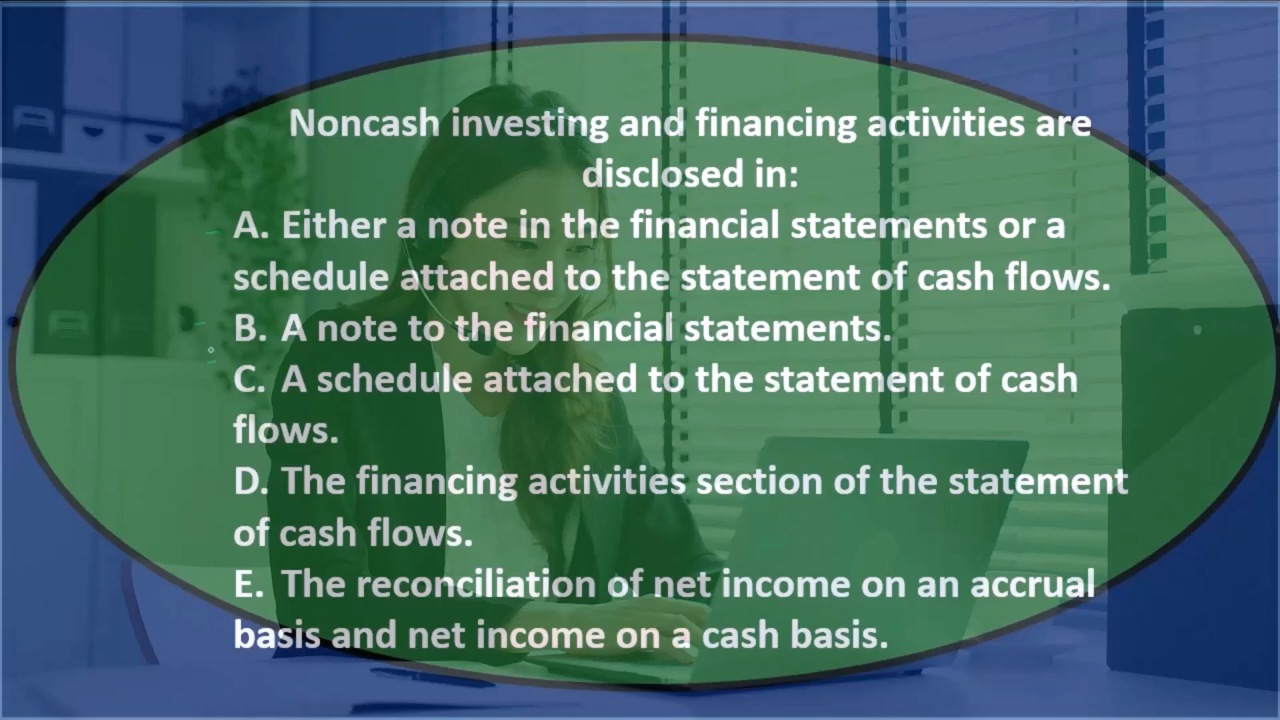 Noncash investing and financing activities are
disclosed in:
A. Either a note in the financial statements or a
schedule attached to the statement of cash flows.
B. A note to the financial statements.
C. A schedule attached to the statement of cash
flows.
D. The financing activities section of the statement
of cash flows.
E. The reconciliation of net income on an accrual
basis and net income on a cash basis.